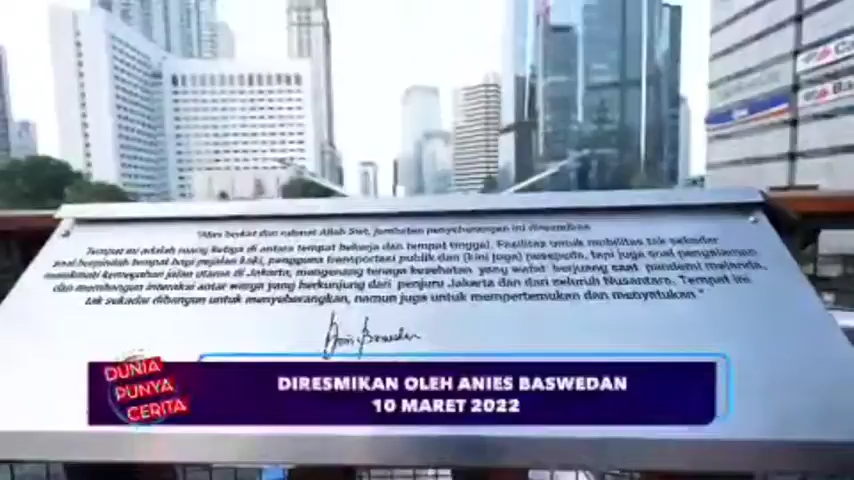 "Atas berkat dan rahmat Allah Swt, jembatan penyeberangan ini diresmikan
Tempat ini adalah ruang ketiga di antara tempat bekerja dan tempat tinggal. Fasilitas untuk mobilitas tak sekadar
soal berpindah tempat bagi pejalan kaki, pengguna transportasi publik dan (kini juga) pesepeda, tapi juga soal pengalaman
menikmati kemegahan jalan utama di Jakarta, mengenang tenaga kesehatan yang wafat berjuang saat pandemi melanda,
dan membangun interaksi antar warga yang berkunjung dari penjuru Jakarta dan dari seluruh Nusantara. Tempat ini
tak sekadar dibangun untuk menyeberangkan, namun juga untuk mempertemukan dan menyatukan"
Anies Baswedan
DUNIA
PUNYA
CERITA
DIRESMIKAN OLEH ANIES BASWEDAN
10 MARET 2022